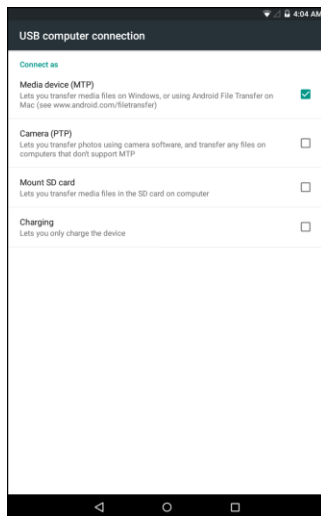 4:04 AM
USB computer connection
Connect as
Media device (MTP)
Lets you transfer media files on Windows, or using Android File Transfer on
Mac (see www.android.com/filetransfer)
Camera (PTP)
Lets you transfer photos using camera software, and transfer any files on
computers that don't support MTP
Mount SD card
Lets you transfer media files in the SD card on computer
Charging
Lets you only charge the device